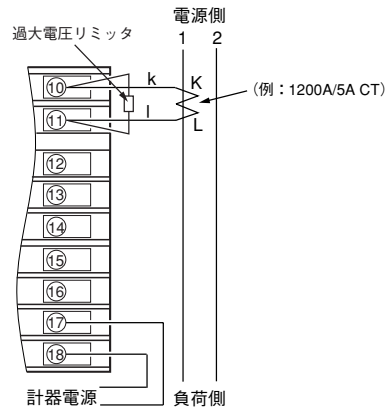 電源側
過大電圧リミッタ
1 2
⑩ k K
(例：1200A/5A CT)
⑪ l L
⑫
⑬
⑭
⑮
⑯
⑰
⑱
計器電源 負荷側